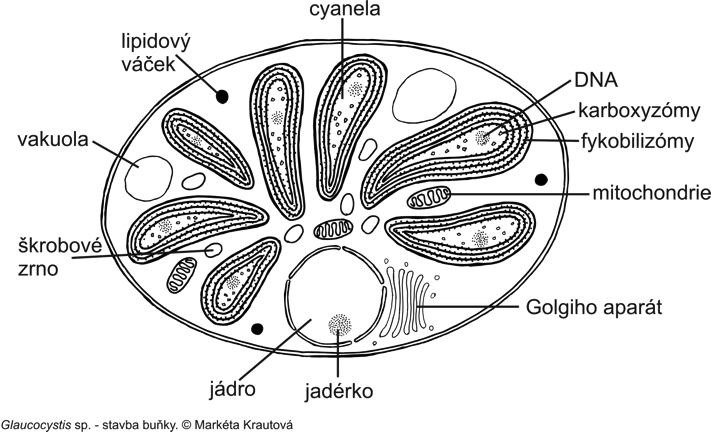 cyanela
lipidový
váček
DNA
karboxyzómy
fykobilizómy
vakuola
mitochondrie
škrobové
zrno
Golgiho aparát
jádro
jadérko
Glaucocystis sp. - stavba buňky. © Markéta Krautová